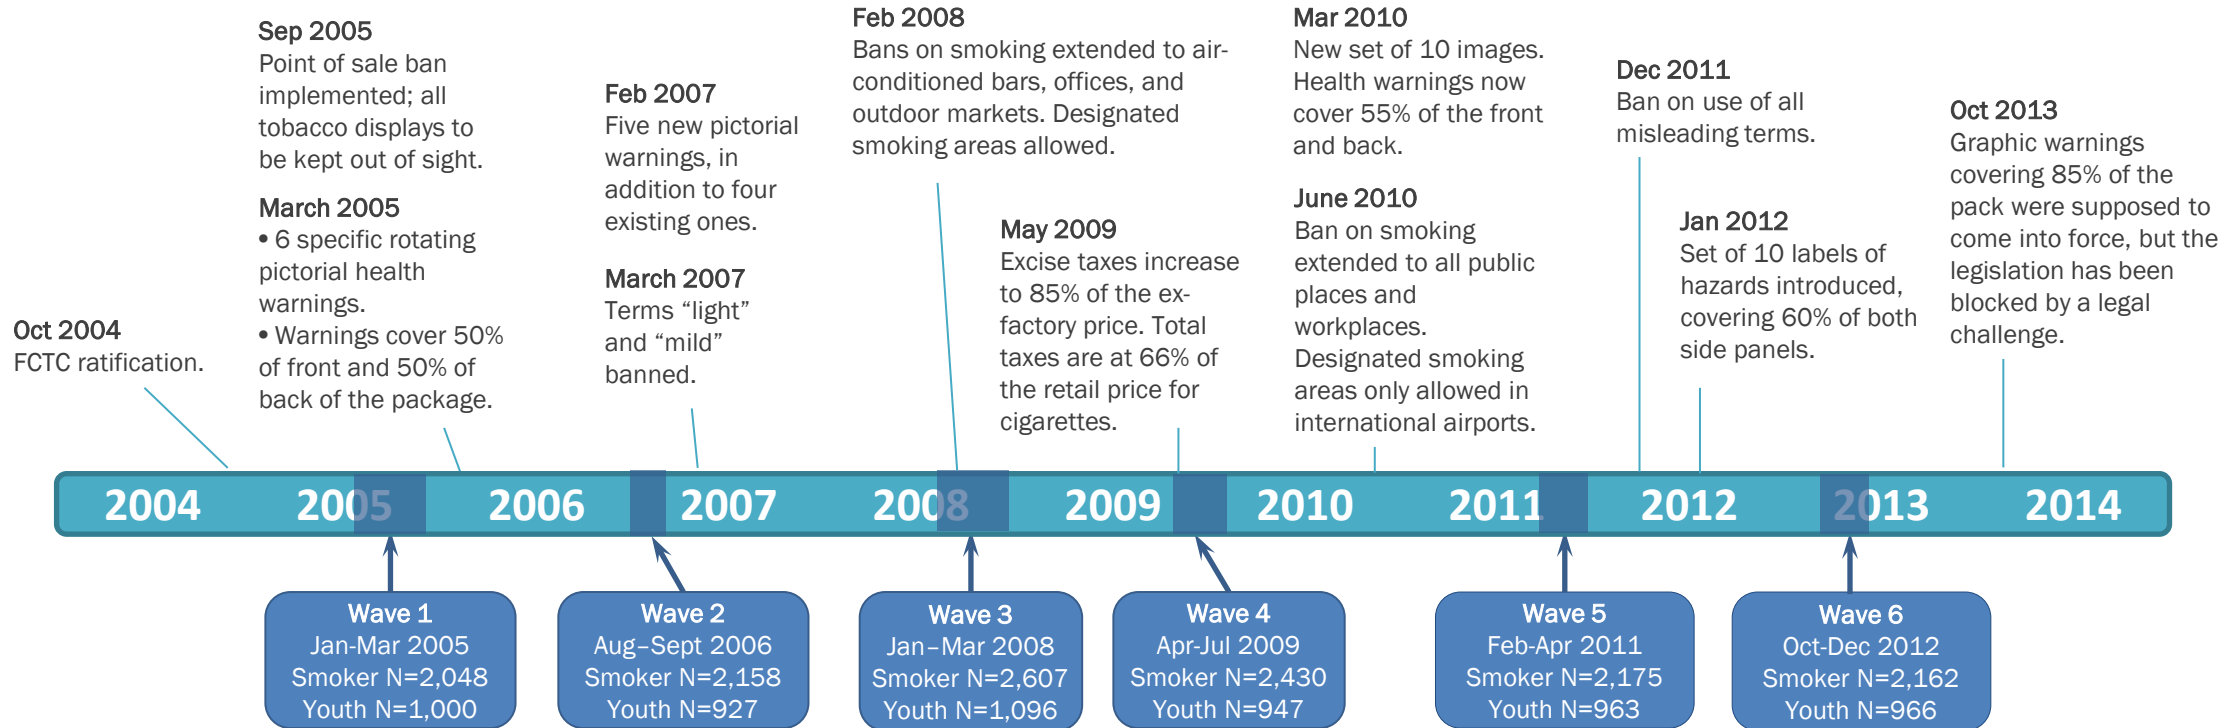 Oct 2004
FCTC ratification.
Sep 2005
Point of sale ban
implemented; all
tobacco displays to
be kept out of sight.
March 2005
• 6 specific rotating
pictorial health
warnings.
• Warnings cover 50%
of front and 50% of
back of the package.
Feb 2007
Five new pictorial
warnings, in
addition to four
existing ones.
March 2007
Terms “light”
and “mild”
banned.
Feb 2008
Bans on smoking extended to air-
conditioned bars, offices, and
outdoor markets. Designated
smoking areas allowed.
May 2009
Excise taxes increase
to 85% of the ex-
factory price. Total
taxes are at 66% of
the retail price for
cigarettes.
Mar 2010
New set of 10 images.
Health warnings now
cover 55% of the front
and back.
June 2010
Ban on smoking
extended to all public
places and
workplaces.
Designated smoking
areas only allowed in
international airports.
Dec 2011
Ban on use of all
misleading terms.
Jan 2012
Set of 10 labels of
hazards introduced,
covering 60% of both
side panels.
Oct 2013
Graphic warnings
covering 85% of the
pack were supposed to
come into force, but the
legislation has been
blocked by a legal
challenge.
2004 2005 2006 2007 2008 2009 2010 2011 2012 2013 2014
Wave 1
Jan-Mar 2005
Smoker N=2,048
Youth N=1,000
Wave 2
Aug–Sept 2006
Smoker N=2,158
Youth N=927
Wave 3
Jan–Mar 2008
Smoker N=2,607
Youth N=1,096
Wave 4
Apr-Jul 2009
Smoker N=2,430
Youth N=947
Wave 5
Feb-Apr 2011
Smoker N=2,175
Youth N=963
Wave 6
Oct-Dec 2012
Smoker N=2,162
Youth N=966